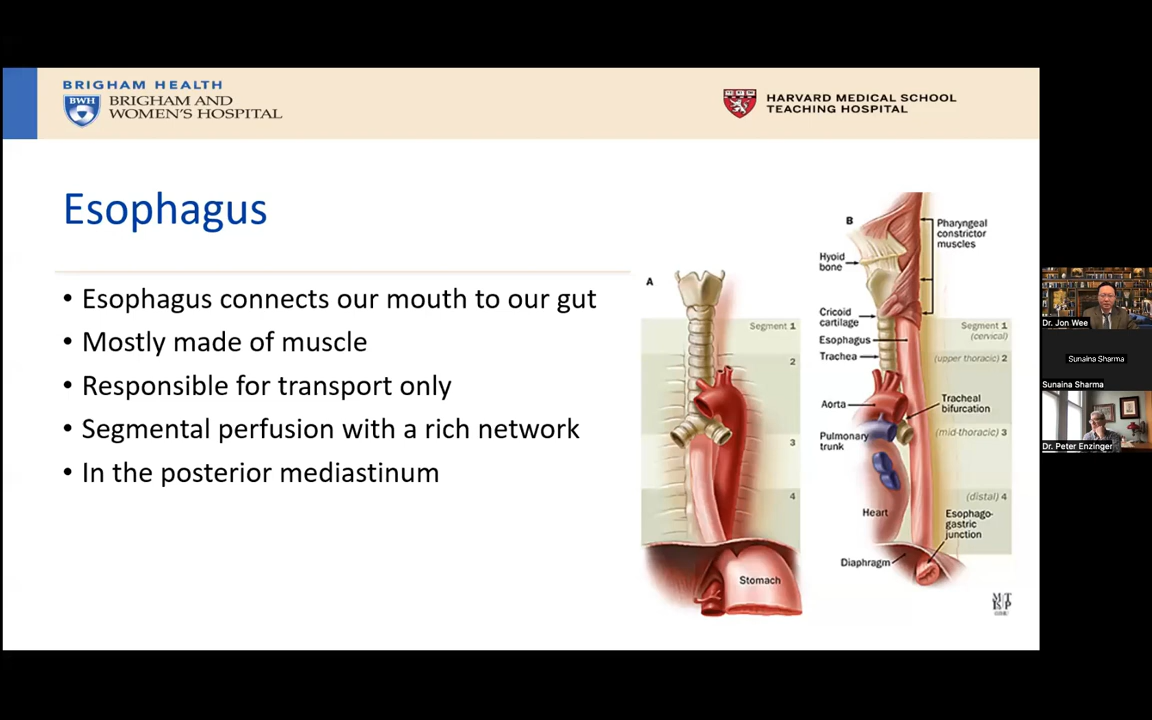 BRIGHAM HEALTH
BWH
BRIGHAM AND
WOMEN'S HOSPITAL
HARVARD MEDICAL SCHOOL
TEACHING HOSPITAL
Esophagus
• Esophagus connects our mouth to our gut
• Mostly made of muscle
• Responsible for transport only
• Segmental perfusion with a rich network
• In the posterior mediastinum
A
Segment 1
2
3
4
Stomach
B
Pharyngeal
constrictor
muscles
Hyoid
bone
Cricoid
cartilage
Esophagus
Trachea
Segment 1
(cervical)
(upper thoracic) 2
Aorta
Tracheal
bifurcation
Pulmonary
trunk
(mid-thoracic) 3
(distal) 4
Heart
Esophago-
gastric
junction
Diaphragm
Dr. Jon Wee
Sunaina Sharma
Sunaina Sharma
Dr. Peter Enzinger